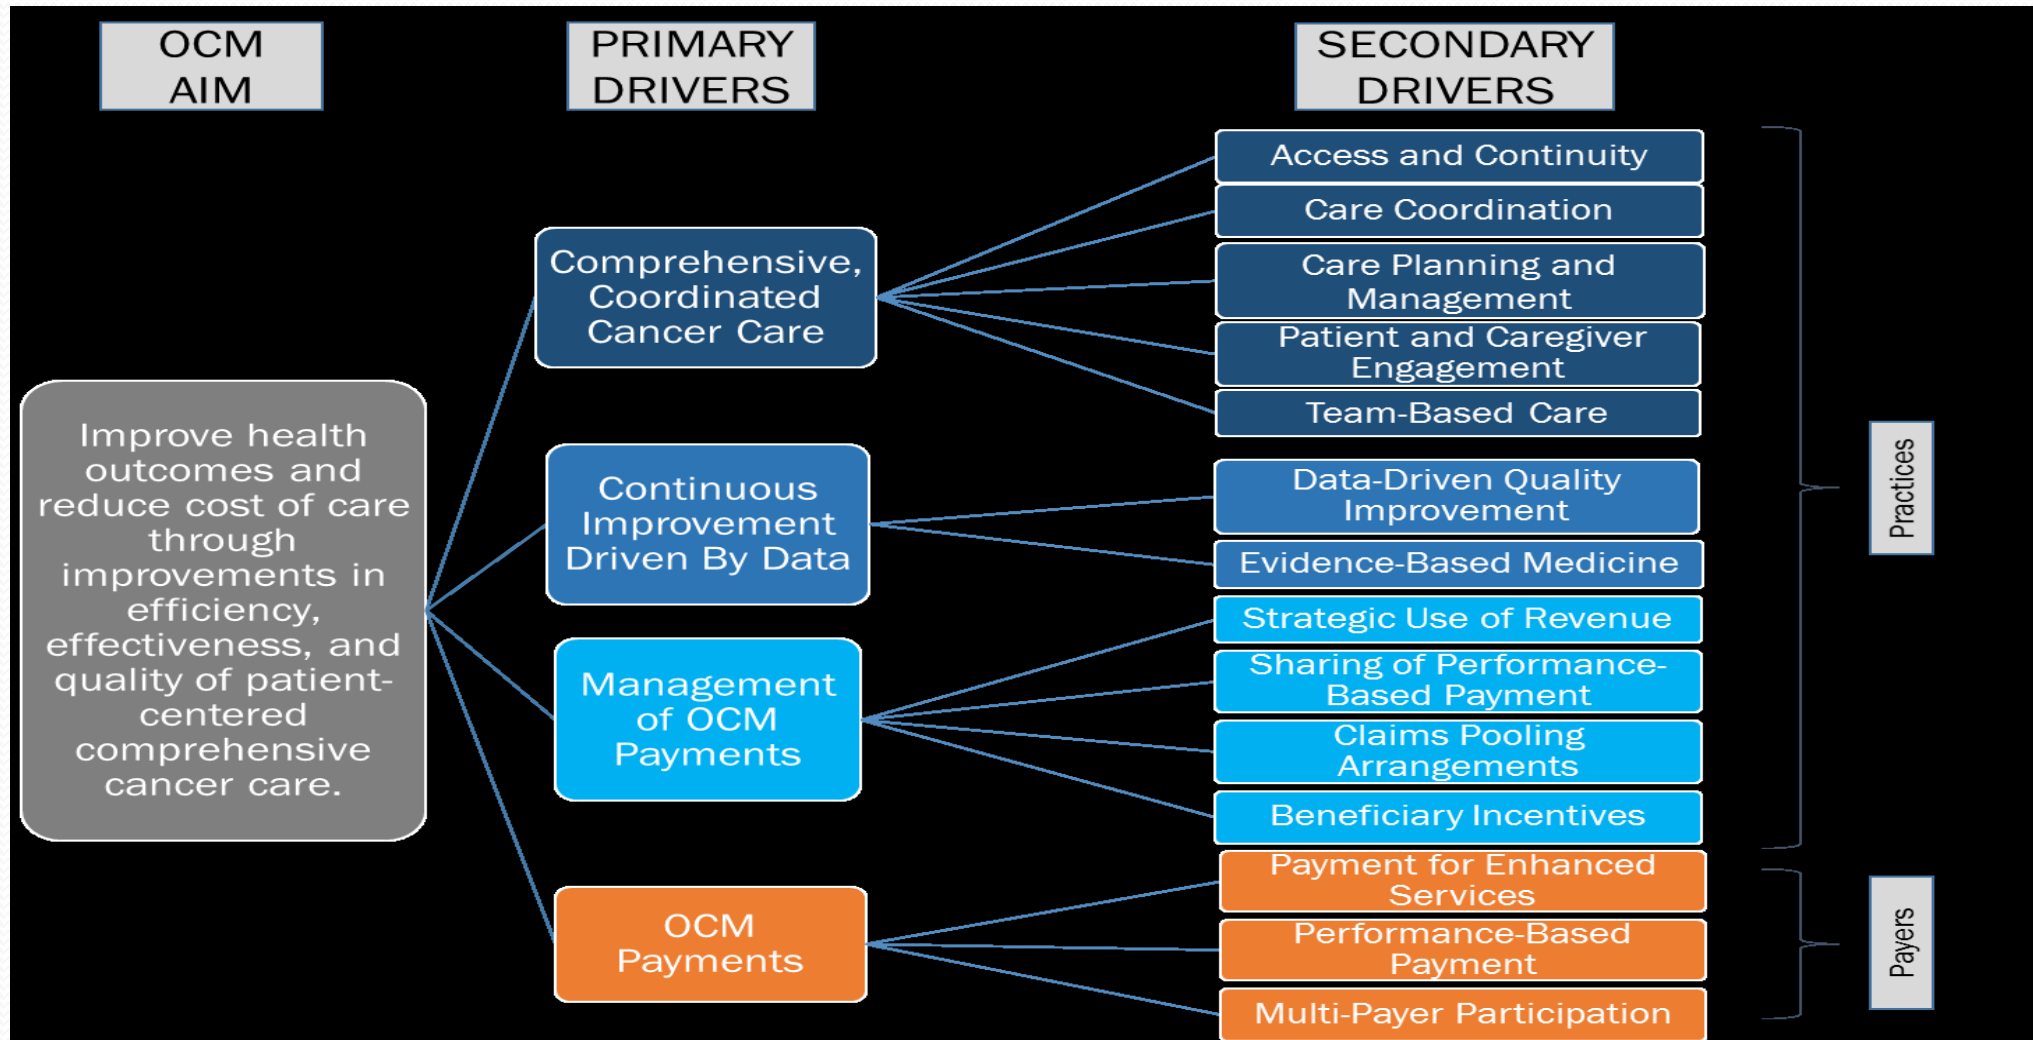 OCM
AIM
PRIMARY
DRIVERS
SECONDARY
DRIVERS
Improve health
outcomes and
reduce cost of care
through
improvements in
efficiency,
effectiveness, and
quality of patient-
centered
comprehensive
cancer care.
Comprehensive,
Coordinated
Cancer Care
Continuous
Improvement
Driven By Data
Management
of OCM
Payments
OCM
Payments
Access and Continuity
Care Coordination
Care Planning and
Management
Patient and Caregiver
Engagement
Team-Based Care
Data-Driven Quality
Improvement
Evidence-Based Medicine
Strategic Use of Revenue
Sharing of Performance-
Based Payment
Claims Pooling
Arrangements
Beneficiary Incentives
Payment for Enhanced
Services
Performance-Based
Payment
Multi-Payer Participation
Practices
Payers